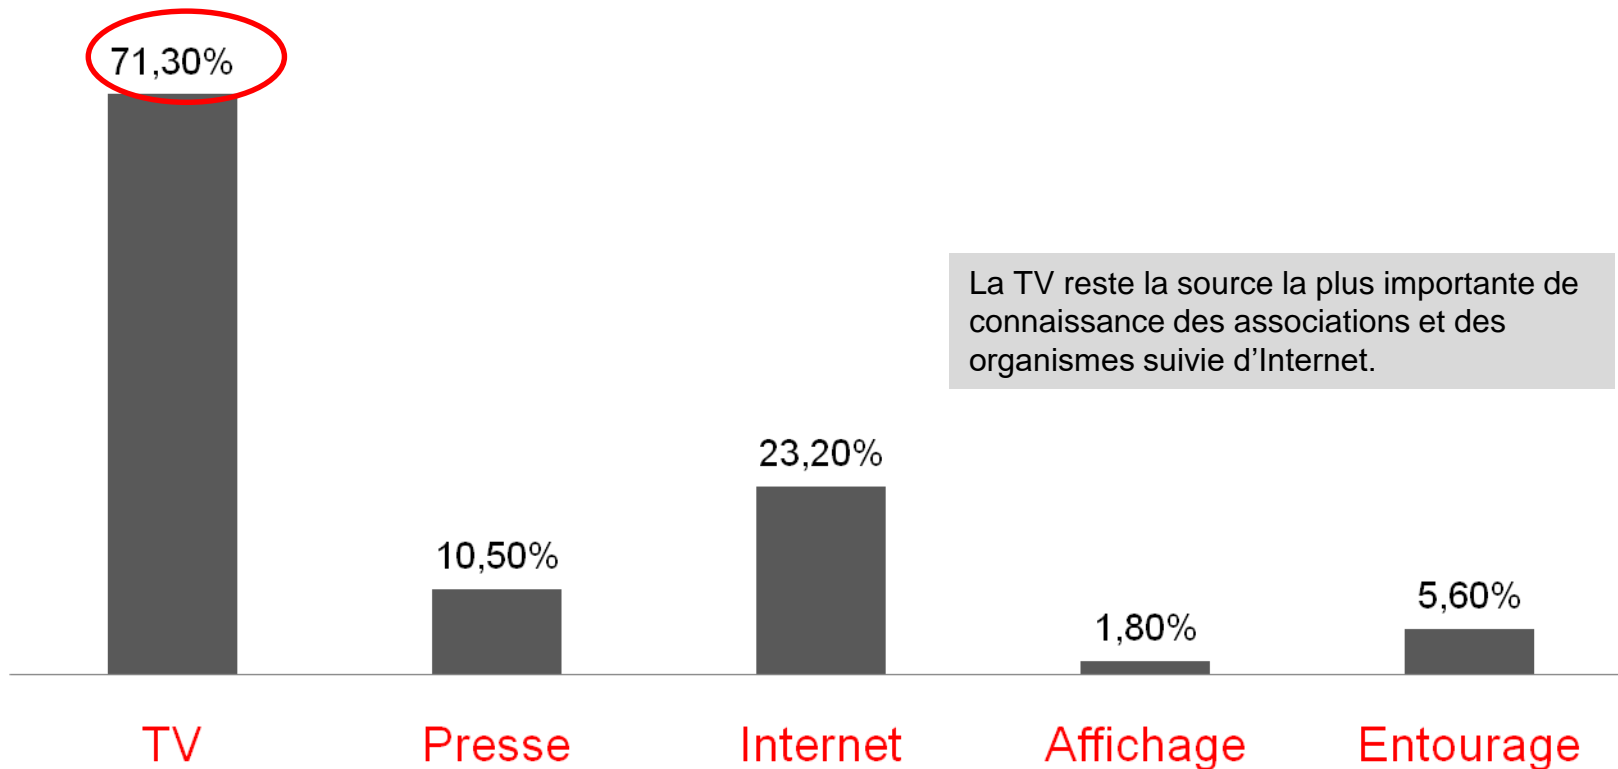 71,30%
La TV reste la source la plus importante de
connaissance des associations et des
organismes suivie d’Internet.
23,20%
10,50%
5,60%
1,80%
TV Presse Internet Affichage Entourage